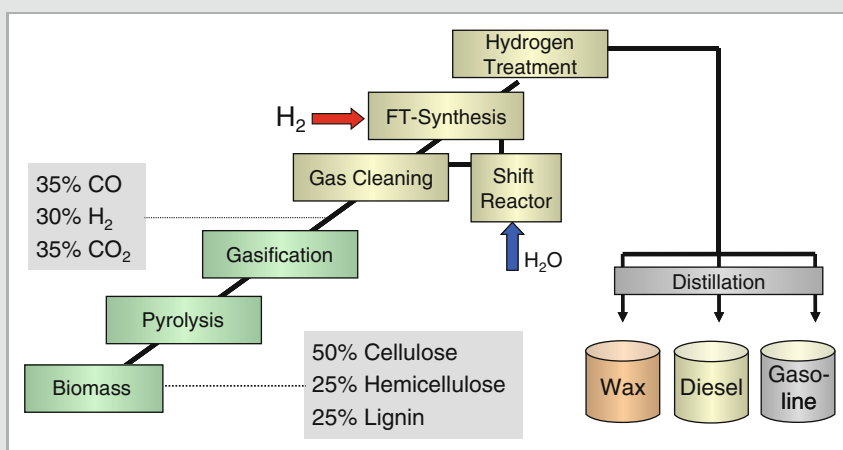 Hydrogen
Treatment
H₂
FT-Synthesis
Gas Cleaning
Shift
Reactor
35% CO
30% H₂
35% CO₂
Gasification
H₂O
Distillation
Pyrolysis
50% Cellulose
25% Hemicellulose
25% Lignin
Biomass
Wax
Diesel
Gaso-
line